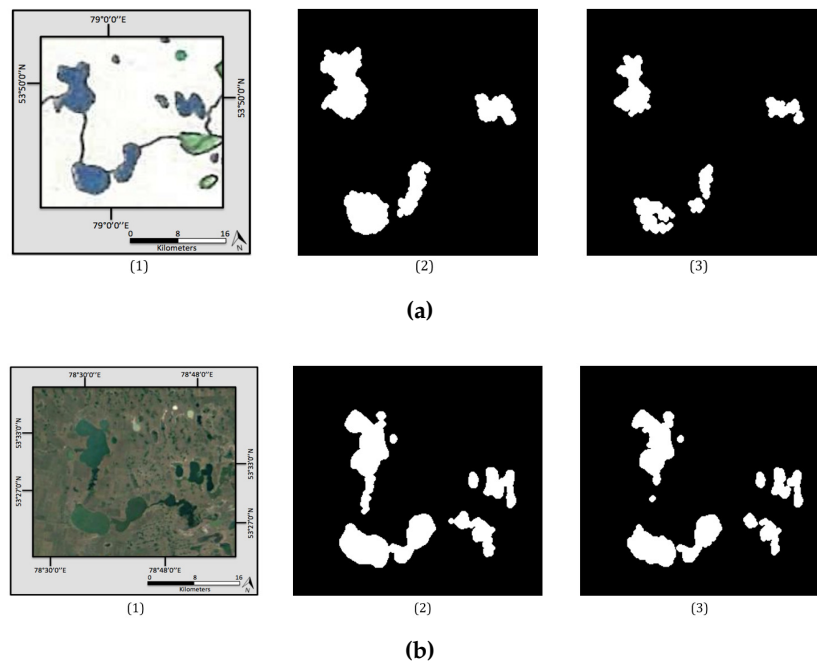 79°0'0"E
53°50'0"N
53°50'0"N
79°0'0"E
0 8 16
Kilometers
N
(1)
(2)
(3)
(a)
78°30'0"E 78°48'0"E
53°33'0"N
53°33'0"N
53°27'0"N
53°27'0"N
78°30'0"E 78°48'0"E
0 8 16
Kilometers
N
(1)
(2)
(3)
(b)